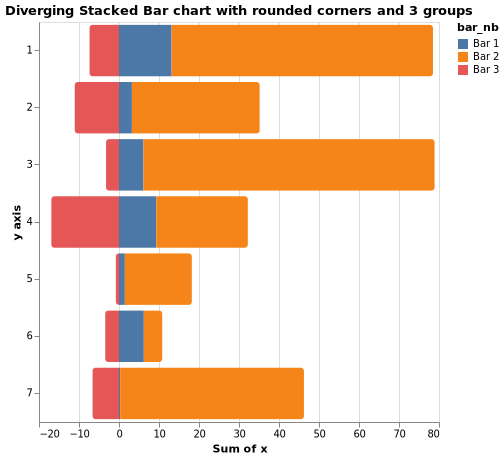 Diverging Stacked Bar chart with rounded corners and 3 groups
bar_nb
Bar 1
Bar 2
Bar 3
y axis
1
2
3
4
5
6
7
−20 −10 0 10 20 30 40 50 60 70 80
Sum of x